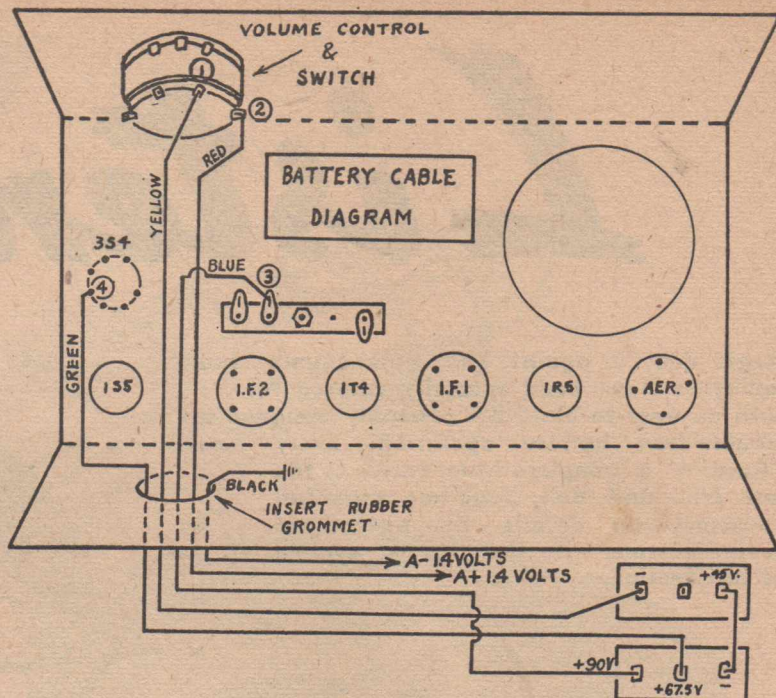 VOLUME CONTROL
&
SWITCH
1
2
RED
YELLOW
BATTERY CABLE
DIAGRAM
3S4
4
BLUE
3
GREEN
1S5
I.F.2
1T4
I.F.1
1R5
AER.
BLACK
INSERT RUBBER
GROMMET
A- 1.4 VOLTS
A+ 1.4 VOLTS
-
+45V.
+90V
+67.5V
-